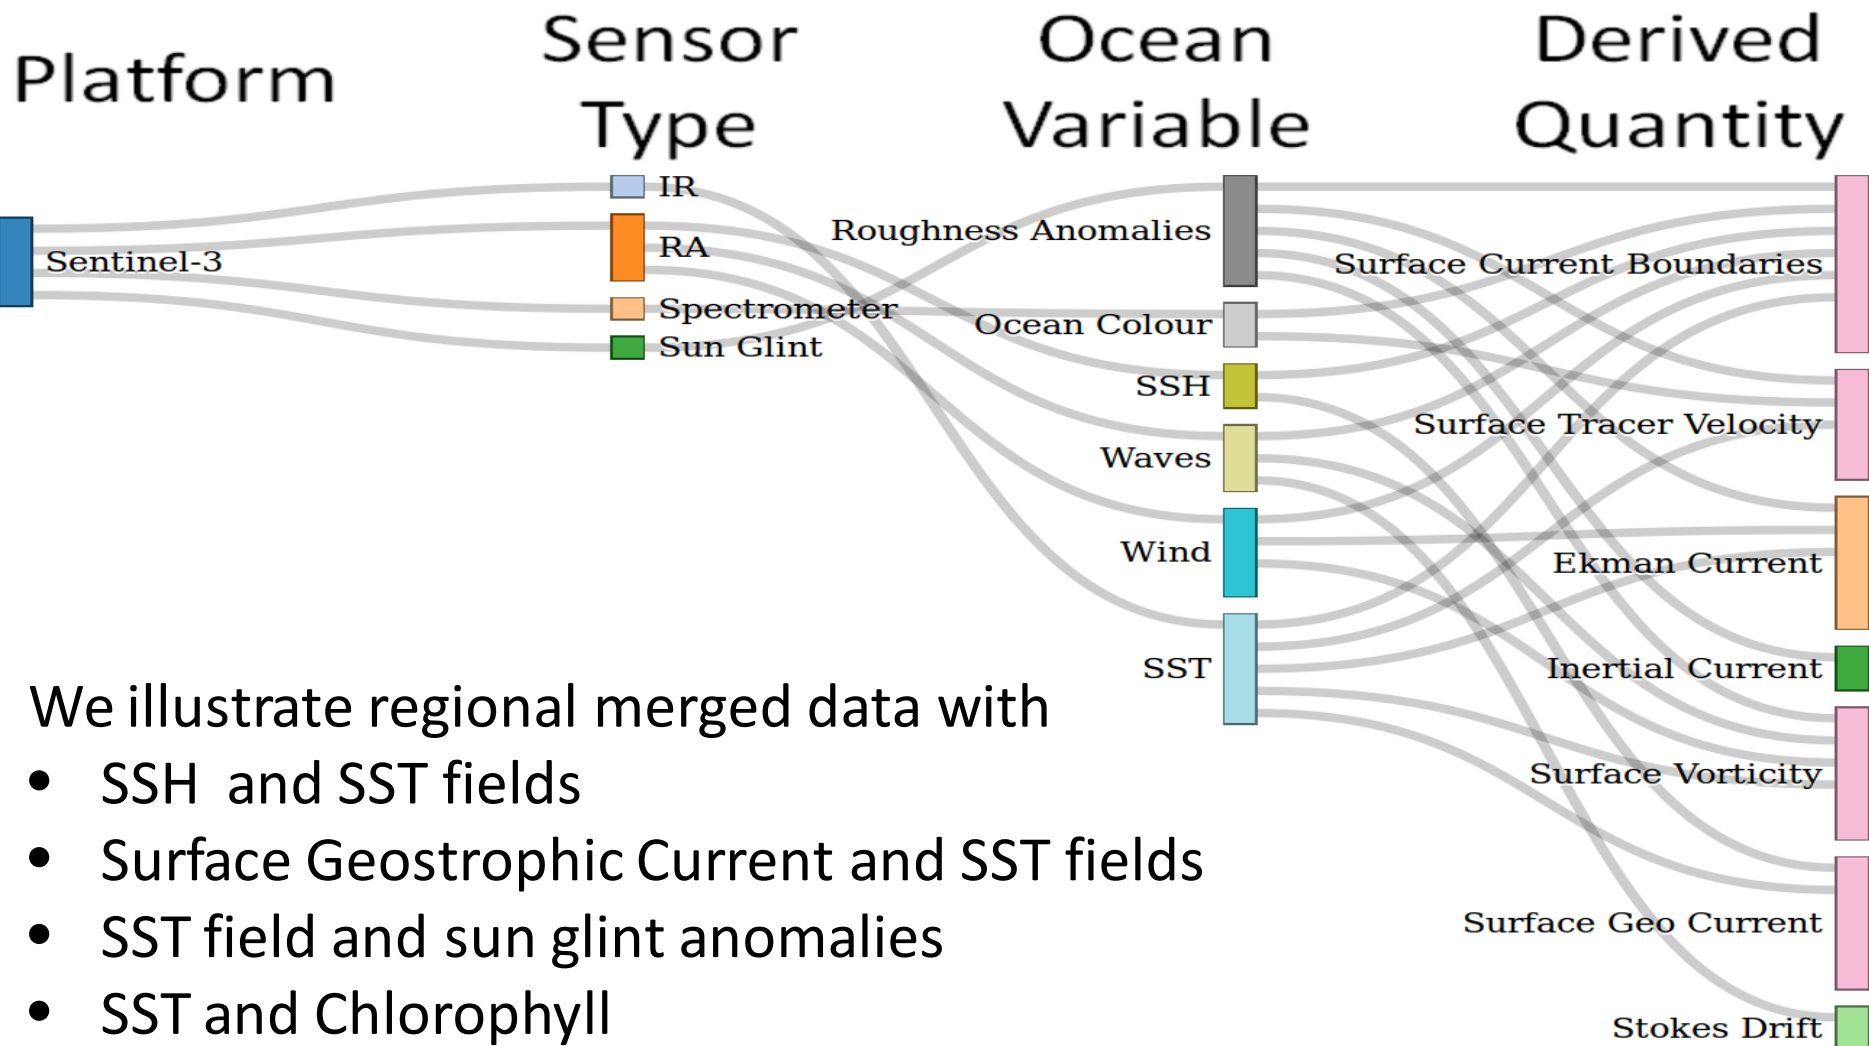 Platform
Sensor
Type
Ocean
Variable
Derived
Quantity
Sentinel-3
IR
RA
Spectrometer
Sun Glint
Roughness Anomalies
Ocean Colour
SSH
Waves
Wind
SST
Surface Current Boundaries
Surface Tracer Velocity
Ekman Current
Inertial Current
Surface Vorticity
Surface Geo Current
Stokes Drift
We illustrate regional merged data with
• SSH and SST fields
• Surface Geostrophic Current and SST fields
• SST field and sun glint anomalies
• SST and Chlorophyll